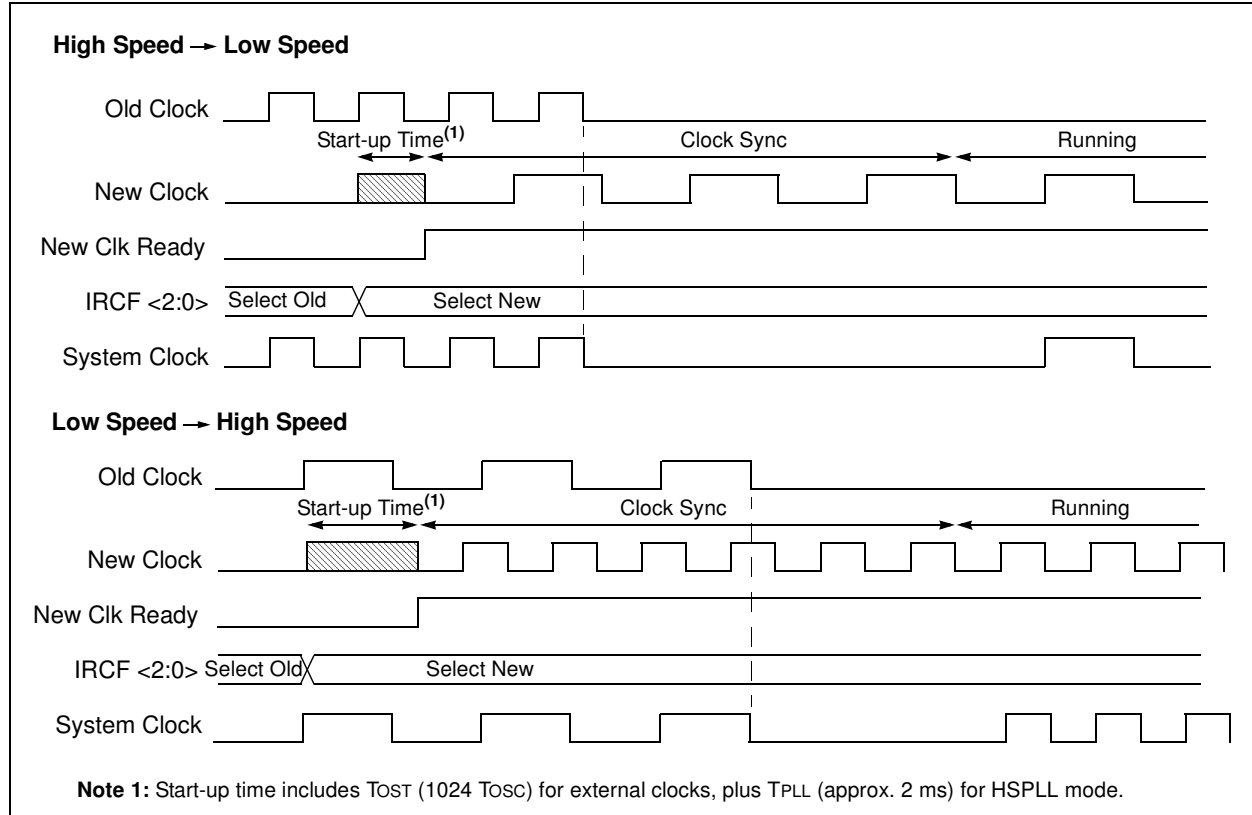 High Speed → Low Speed
Old Clock
Start-up Time(1)
Clock Sync
Running
New Clock
New Clk Ready
IRCF <2:0>
Select Old
Select New
System Clock
Low Speed → High Speed
Old Clock
Start-up Time(1)
Clock Sync
Running
New Clock
New Clk Ready
IRCF <2:0>
Select Old
Select New
System Clock
Note 1: Start-up time includes TOST (1024 TOSC) for external clocks, plus TPLL (approx. 2 ms) for HSPLL mode.